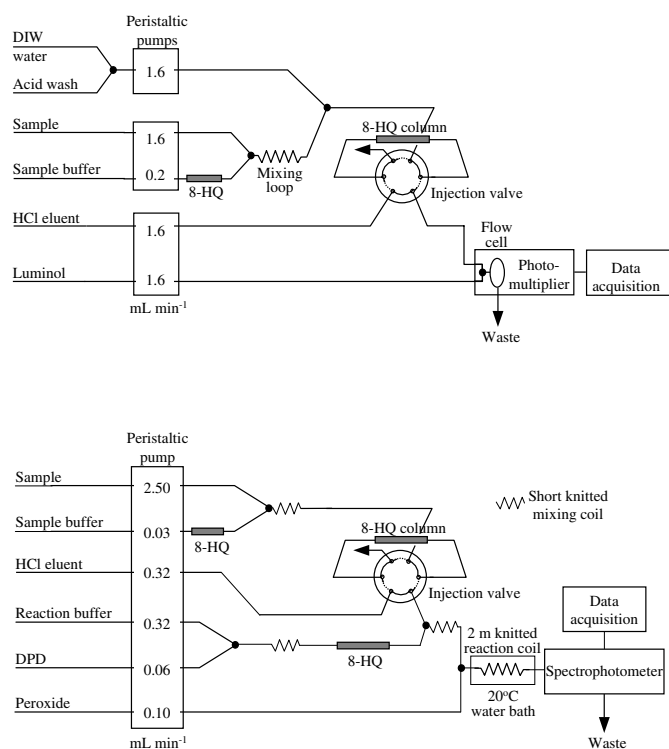 Peristaltic
pumps
DIW
water
Acid wash
1.6
Sample
1.6
Sample buffer
0.2
8-HQ
Mixing
loop
8-HQ column
Injection valve
HCl eluent
1.6
Luminol
1.6
mL min-1
Flow
cell
Photo-
multiplier
Data
acquisition
Waste
Peristaltic
pump
Sample
2.50
Sample buffer
0.03
8-HQ
Short knitted
mixing coil
8-HQ column
Injection valve
HCl eluent
0.32
Reaction buffer
0.32
DPD
0.06
8-HQ
Peroxide
0.10
mL min-1
2 m knitted
reaction coil
20°C
water bath
Data
acquisition
Spectrophotometer
Waste